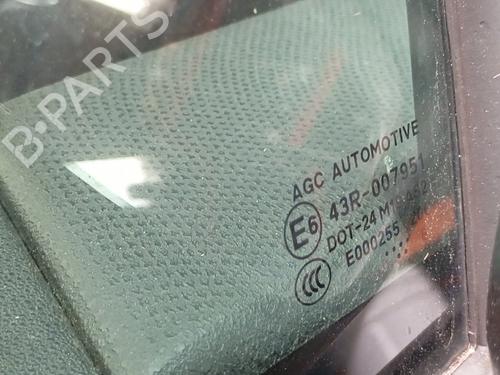 B-PARTS
AGC AUTOMOTIVE
E6 43R-007951
DOT-24
E000255
CCC